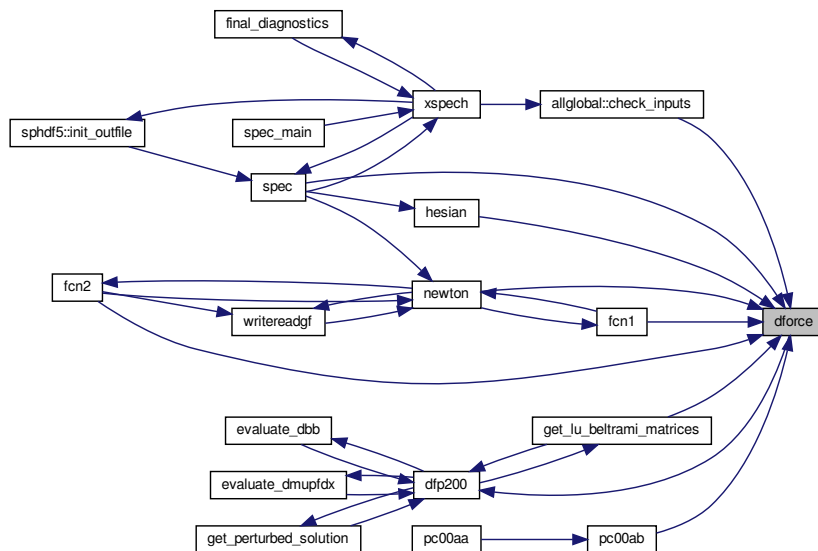 final_diagnostics
xspech
allglobal::check_inputs
sphdf5::init_outfile
spec_main
spec
hesian
fcn2
newton
writereadgf
fcn1
dforce
evaluate_dbb
get_lu_beltrami_matrices
evaluate_dmupfdx
dfp200
get_perturbed_solution
pc00aa
pc00ab